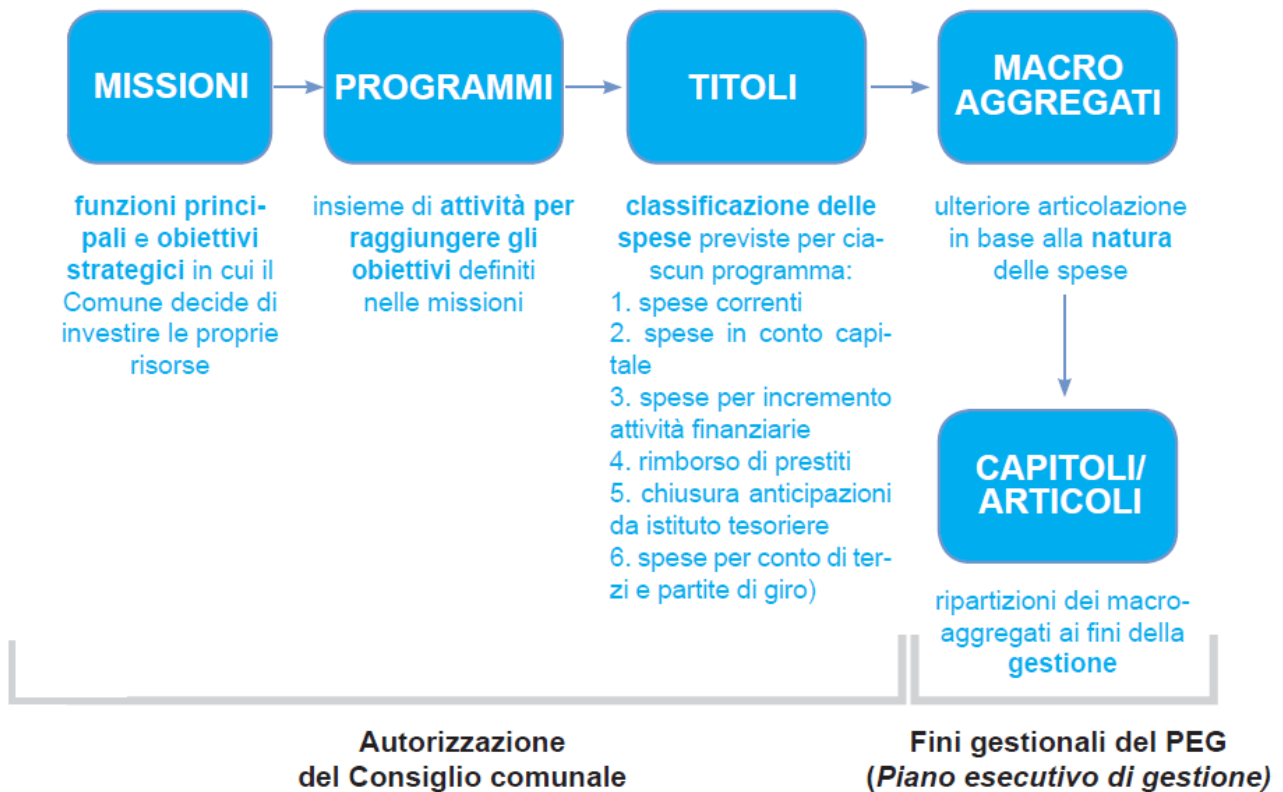 MISSIONI
funzioni princi-
pali e obiettivi
strategici in cui il
Comune decide di
investire le proprie
risorse
PROGRAMMI
insieme di attività per
raggiungere gli
obiettivi definiti
nelle missioni
TITOLI
classificazione delle
spese previste per cia-
scun programma:
1. spese correnti
2. spese in conto capi-
tale
3. spese per incremento
attività finanziarie
4. rimborso di prestiti
5. chiusura anticipazioni
da istituto tesoriere
6. spese per conto di ter-
zi e partite di giro)
MACRO
AGGREGATI
ulteriore articolazione
in base alla natura
delle spese
CAPITOLI/
ARTICOLI
ripartizioni dei macro-
aggregati ai fini della
gestione
Autorizzazione
del Consiglio comunale
Fini gestionali del PEG
(Piano esecutivo di gestione)